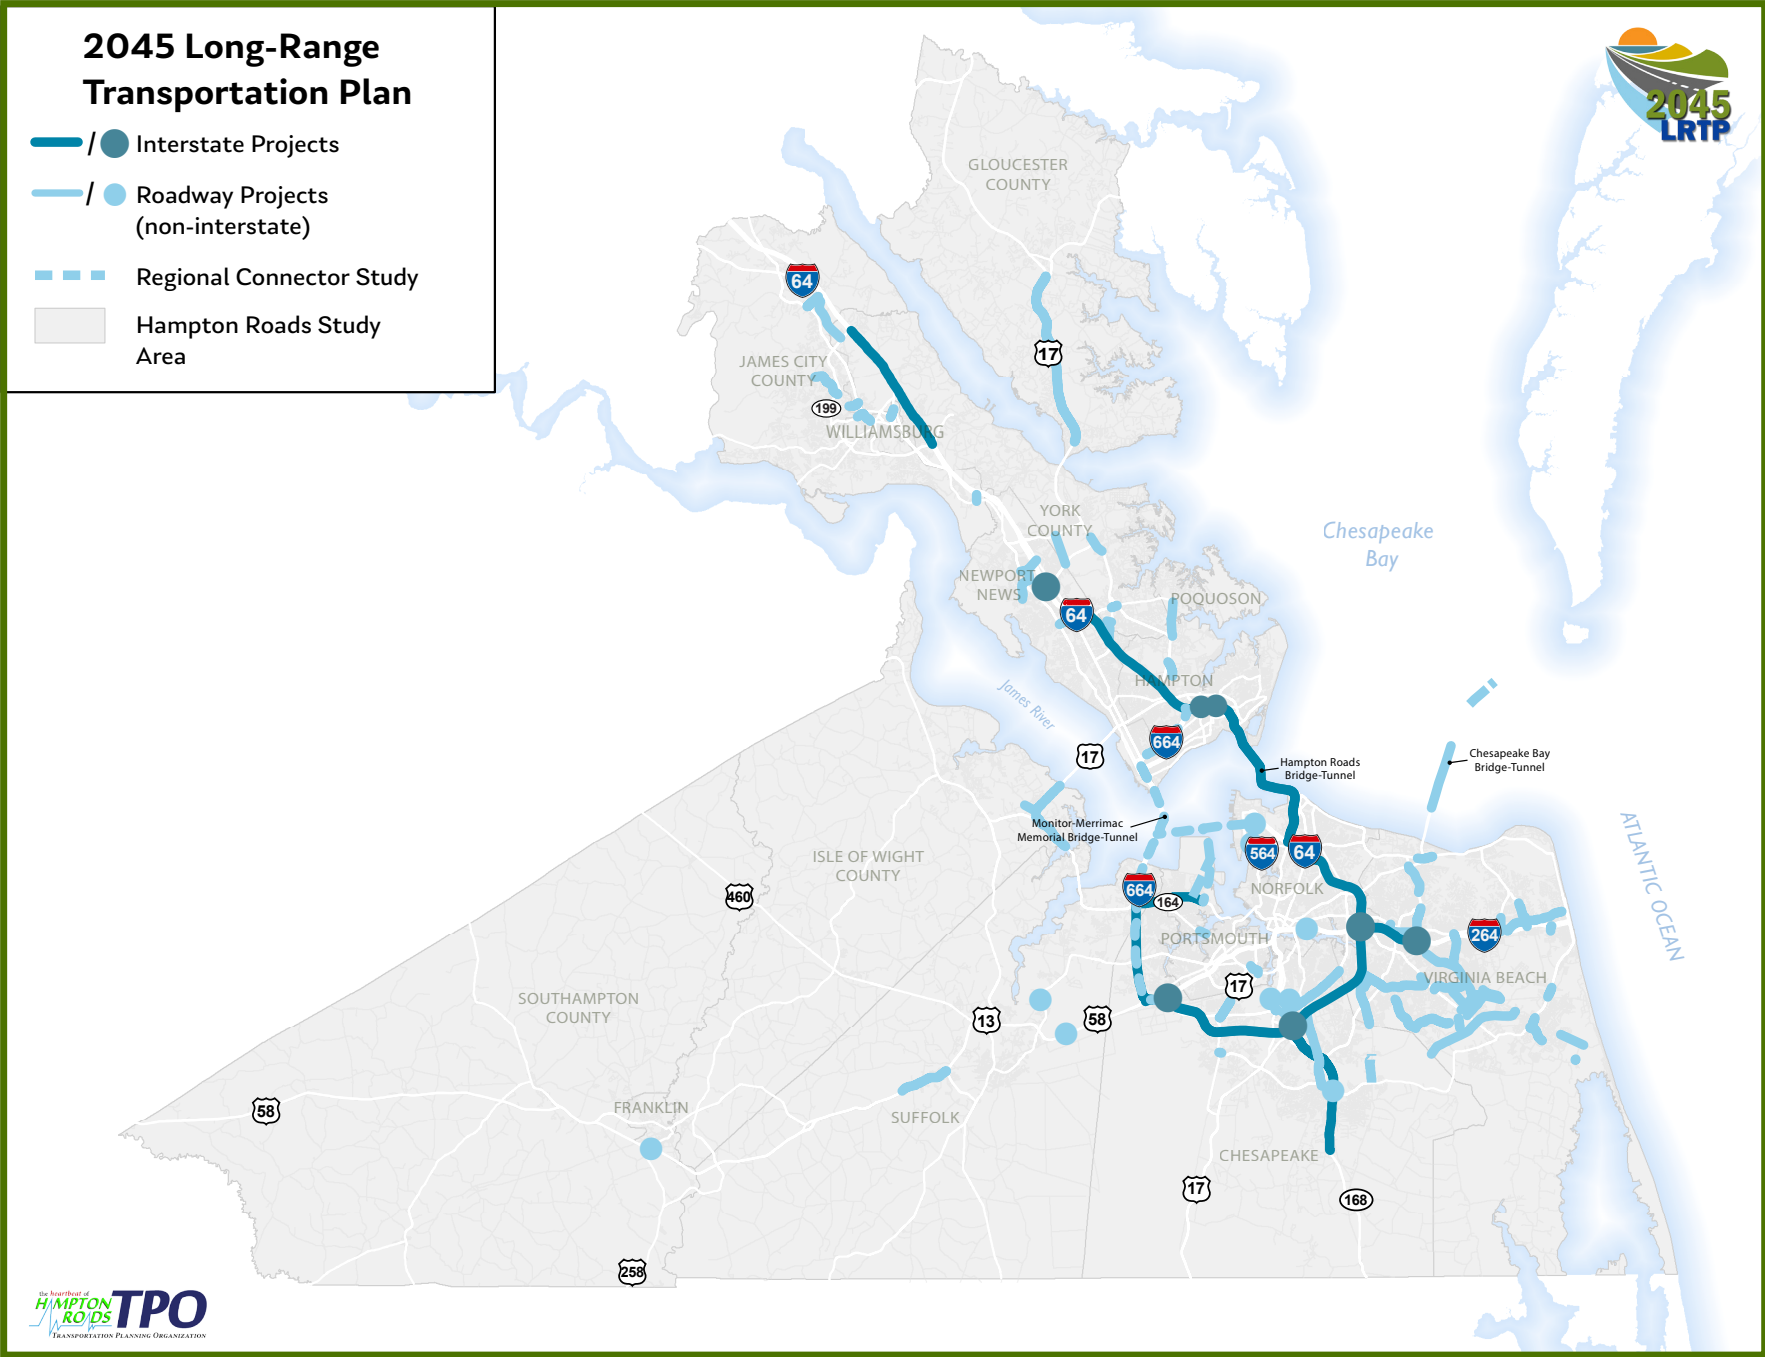 2045 Long-Range
Transportation Plan
/ Interstate Projects
/ Roadway Projects
(non-interstate)
Regional Connector Study
Hampton Roads Study
Area
2045
LRTP
GLOUCESTER
COUNTY
64
17
JAMES CITY
COUNTY
199
WILLIAMSBURG
YORK
COUNTY
Chesapeake
Bay
NEWPORT
NEWS
64
POQUOSON
HAMPTON
James River
664
17
Hampton Roads
Bridge-Tunnel
Chesapeake Bay
Bridge-Tunnel
Monitor-Merrimac
Memorial Bridge-Tunnel
ATLANTIC OCEAN
ISLE OF WIGHT
COUNTY
564
64
460
664
164
NORFOLK
264
PORTSMOUTH
VIRGINIA BEACH
17
SOUTHAMPTON
COUNTY
13
58
58
FRANKLIN
SUFFOLK
CHESAPEAKE
17
168
258
the heartbeat of
HAMPTON
ROADS
TPO
TRANSPORTATION PLANNING ORGANIZATION